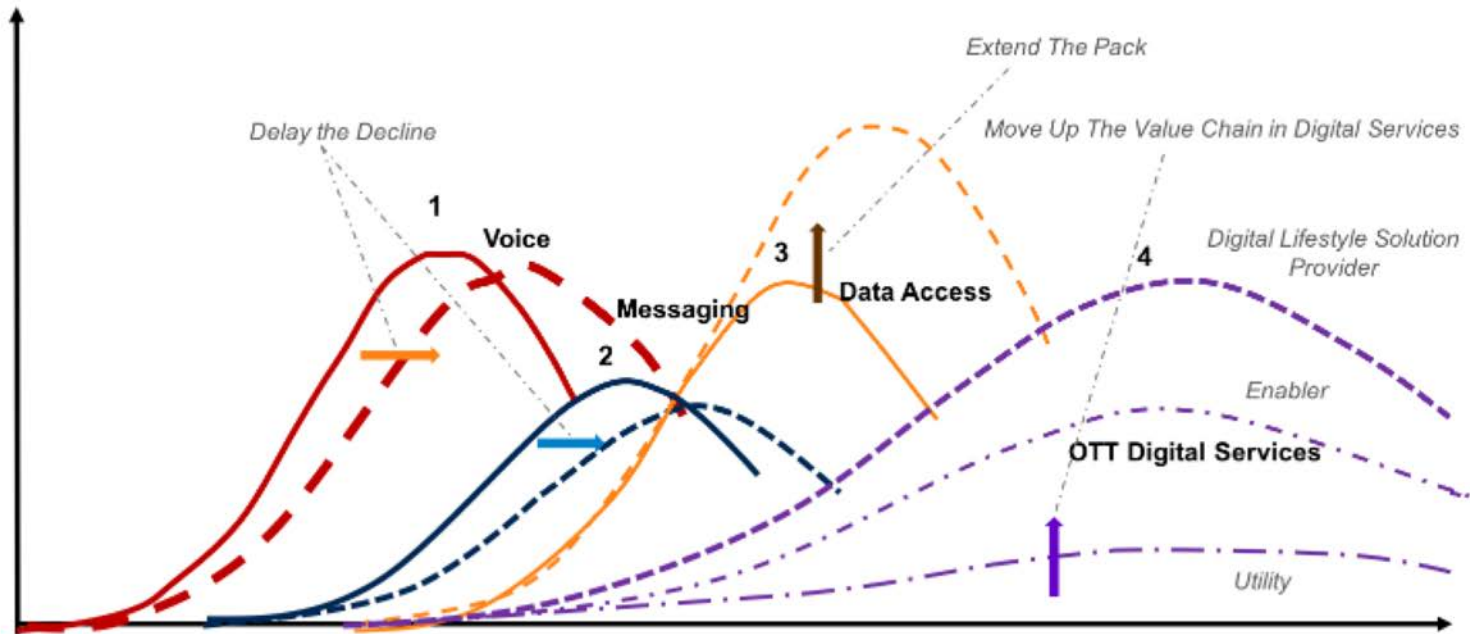 Extend The Pack
Delay the Decline
Move Up The Value Chain in Digital Services
1
Voice
Digital Lifestyle Solution
Provider
3
4
Data Access
Messaging
2
Enabler
OTT Digital Services
Utility